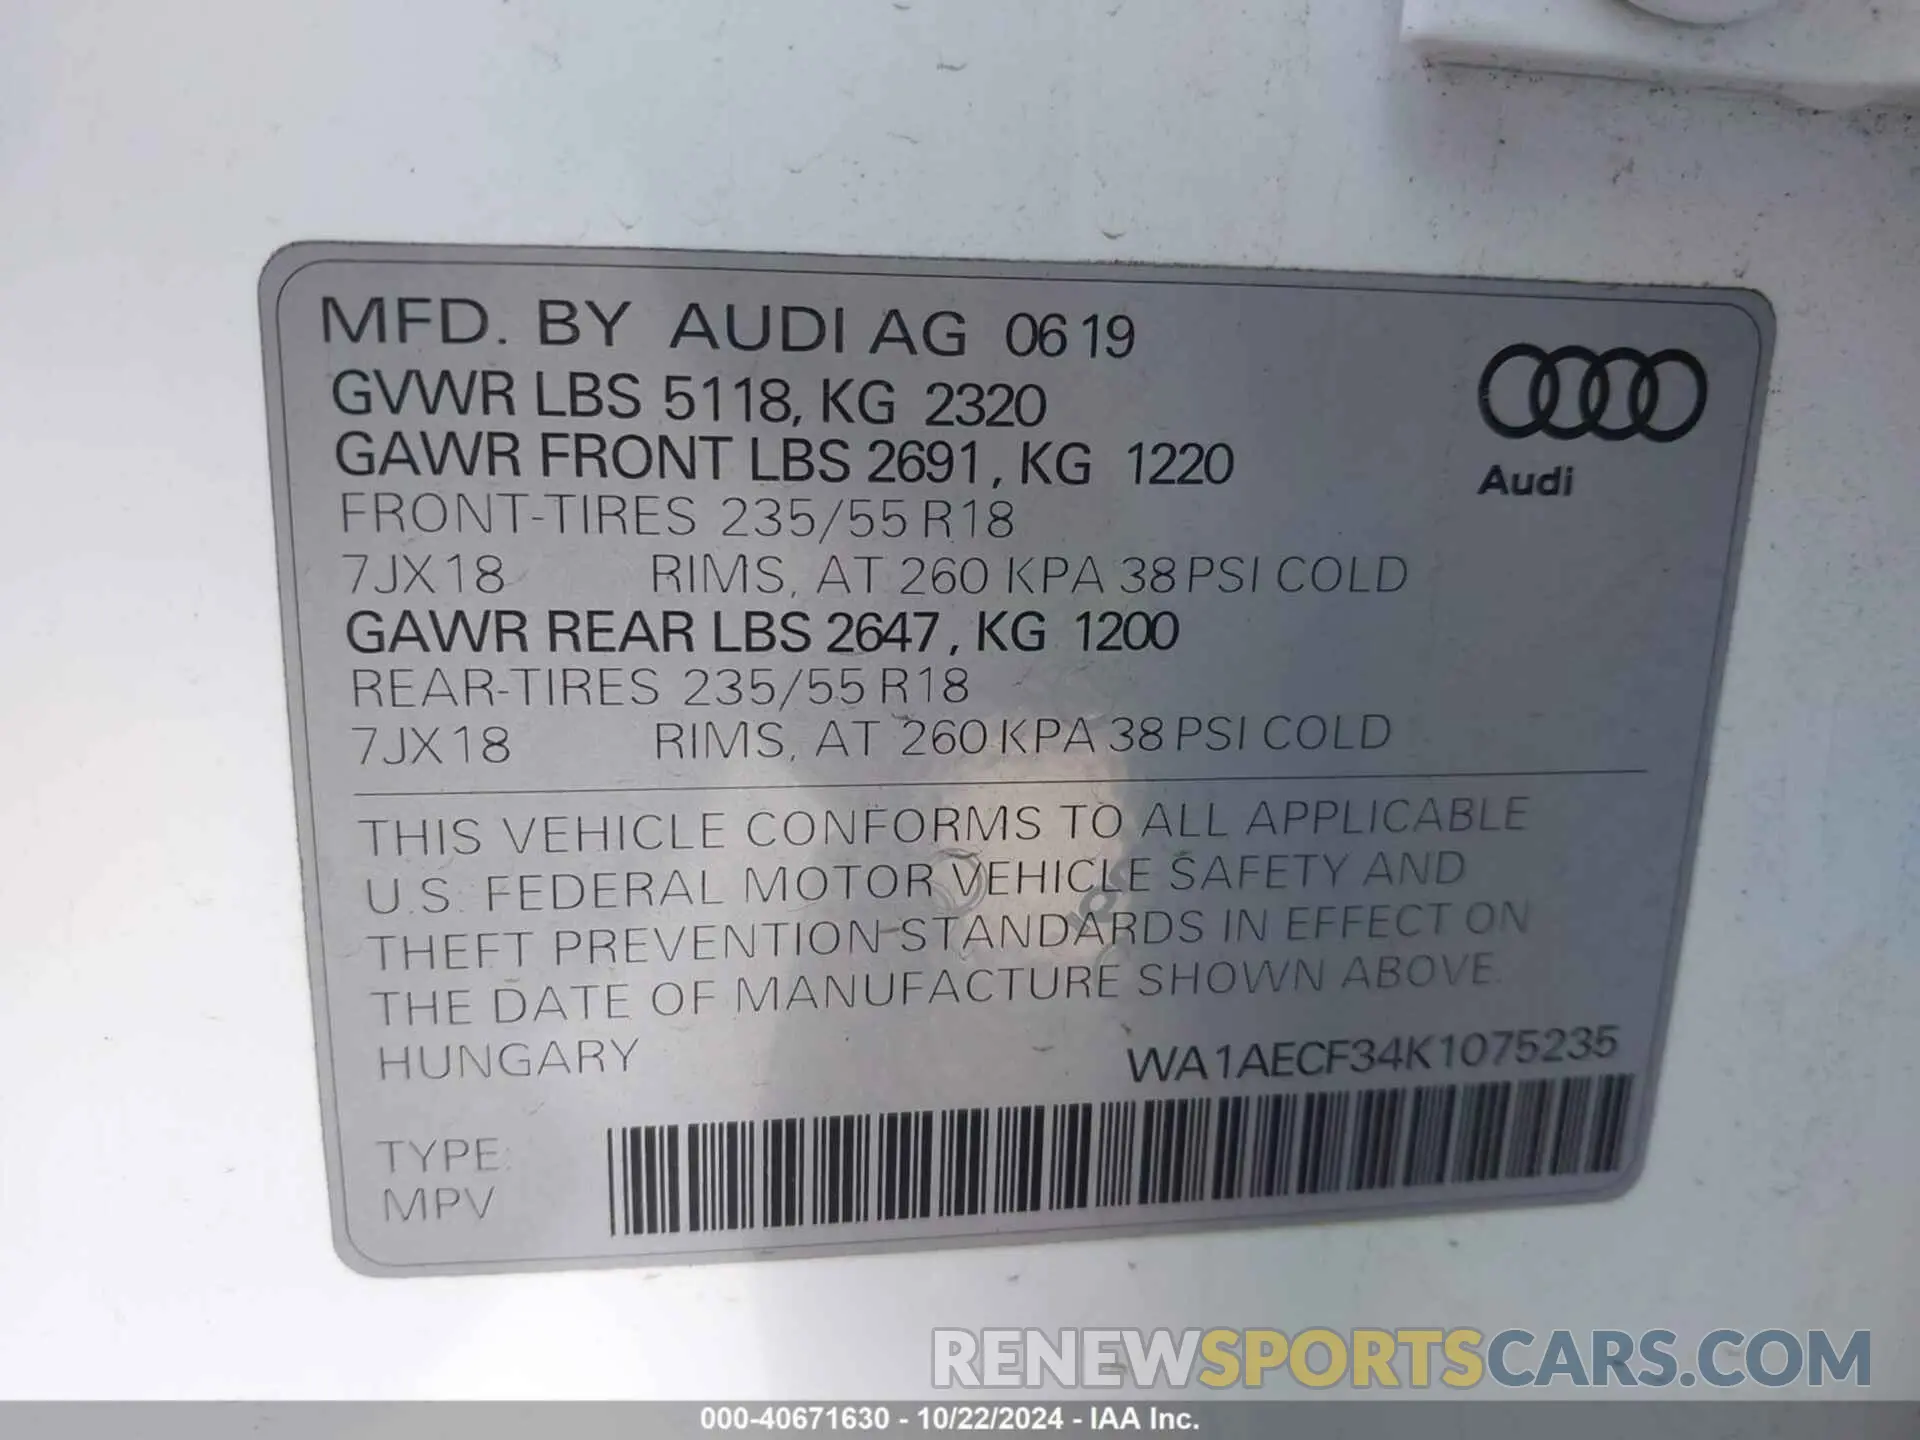 MFD. BY AUDI AG 06 19
GVWR LBS 5118, KG 2320
GAWR FRONT LBS 2691, KG 1220
FRONT-TIRES 235/55 R18
7JX18 RIMS, AT 260 KPA 38 PSI COLD
GAWR REAR LBS 2647, KG 1200
REAR-TIRES 235/55 R18
7JX18 RIMS, AT 260 KPA 38 PSI COLD
Audi
THIS VEHICLE CONFORMS TO ALL APPLICABLE
U.S. FEDERAL MOTOR VEHICLE SAFETY AND
THEFT PREVENTION STANDARDS IN EFFECT ON
THE DATE OF MANUFACTURE SHOWN ABOVE.
HUNGARY WA1AECF34K1075235
TYPE:
MPV
RENEWSPORTSCARS.COM
000-40671630 - 10/22/2024 - IAA Inc.